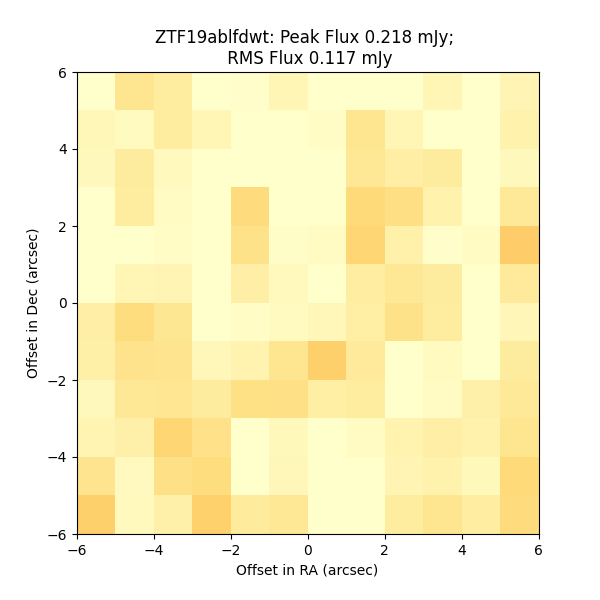 ZTF19ablfdwt: Peak Flux 0.218 mJy;
RMS Flux 0.117 mJy
6
4
2
0
−2
−4
−6
Offset in Dec (arcsec)
−6 −4 −2 0 2 4 6
Offset in RA (arcsec)